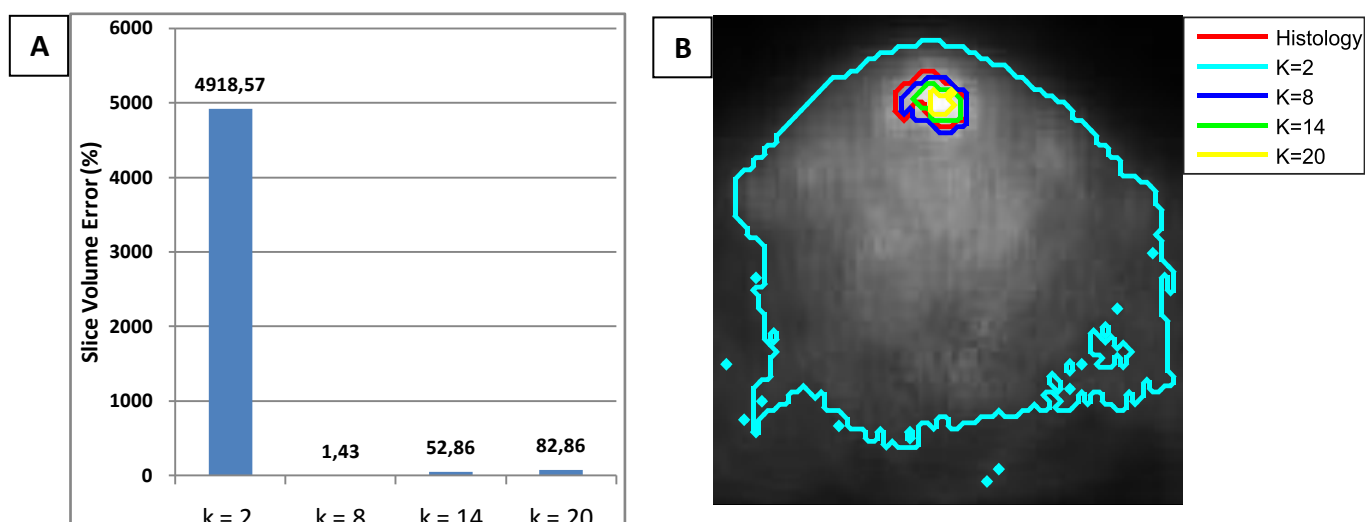 A
Slice Volume Error (%)
6000
5000
4000
3000
2000
1000
0
4918,57
1,43
52,86
82,86
k = 2
k = 8
k = 14
k = 20
B
Histology
K=2
K=8
K=14
K=20